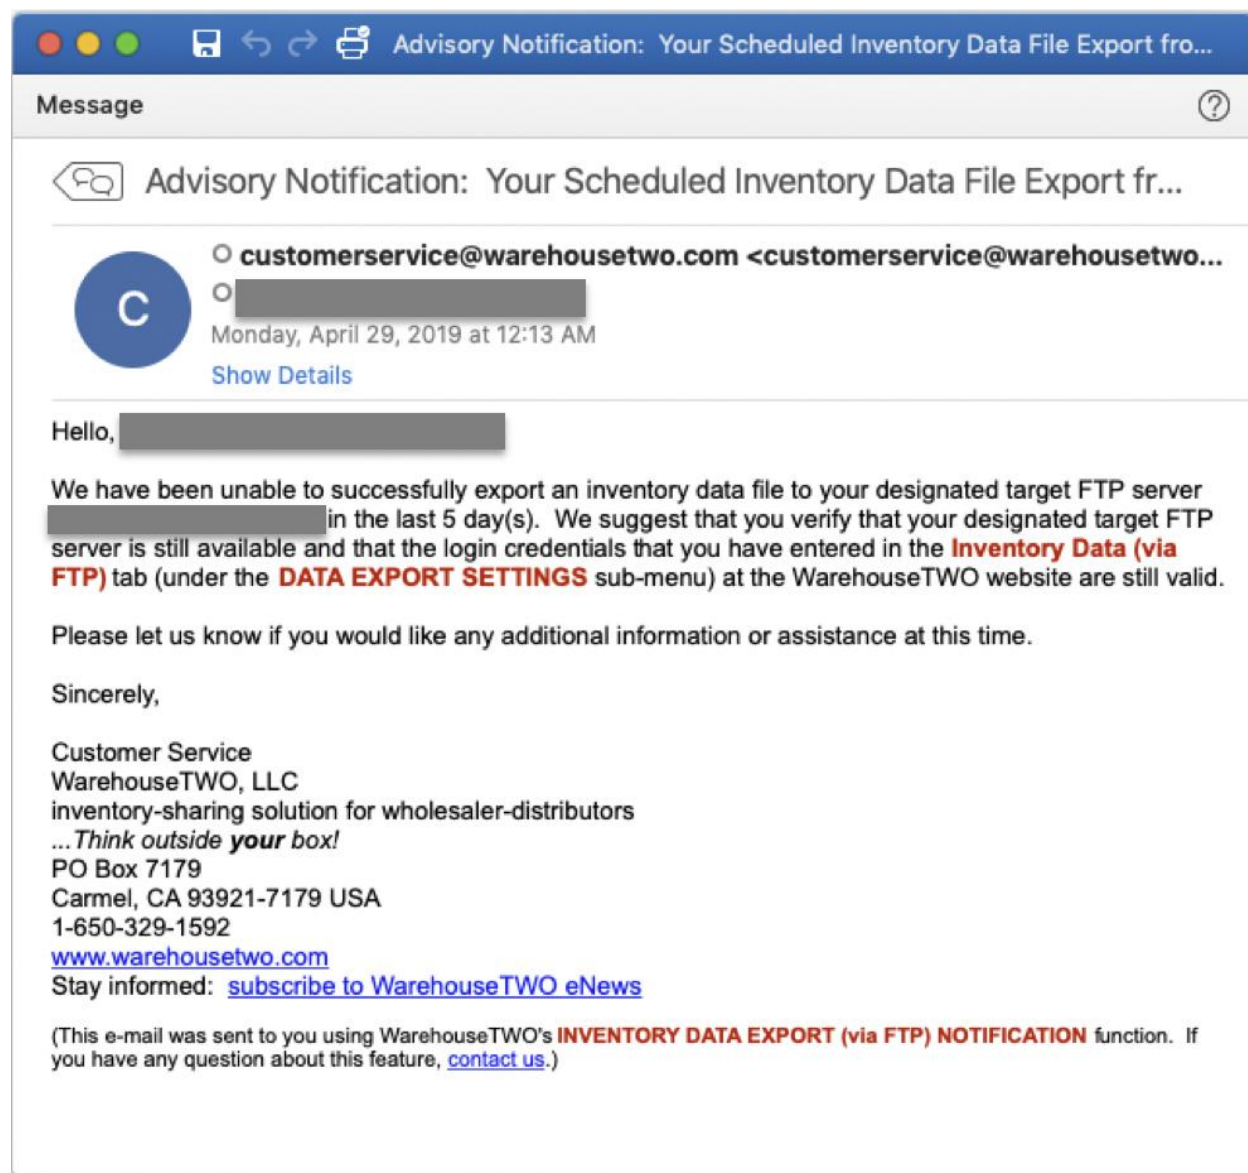 Advisory Notification:  Your Scheduled Inventory Data File Export fro...
Message
Advisory Notification:  Your Scheduled Inventory Data File Export fr...
customerservice@warehousetwo.com <customerservice@warehousetwo...
C
Monday, April 29, 2019 at 12:13 AM
Show Details
Hello,
We have been unable to successfully export an inventory data file to your designated target FTP server
in the last 5 day(s).  We suggest that you verify that your designated target FTP
server is still available and that the login credentials that you have entered in the Inventory Data (via
FTP) tab (under the DATA EXPORT SETTINGS sub-menu) at the WarehouseTWO website are still valid.
Please let us know if you would like any additional information or assistance at this time.
Sincerely,
Customer Service
WarehouseTWO, LLC
inventory-sharing solution for wholesaler-distributors
...Think outside your box!
PO Box 7179
Carmel, CA 93921-7179 USA
1-650-329-1592
www.warehousetwo.com
Stay informed:  subscribe to WarehouseTWO eNews
(This e-mail was sent to you using WarehouseTWO's INVENTORY DATA EXPORT (via FTP) NOTIFICATION function.  If
you have any question about this feature, contact us.)